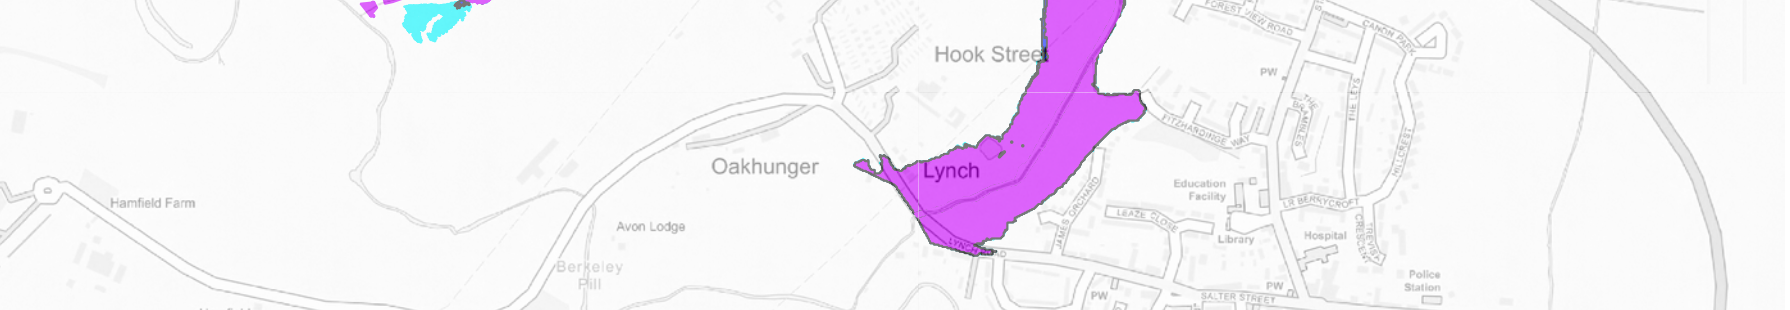 FOREST VIEW ROAD
CANON PARK
Hook Street
PW
THE LEYS
THE BRAMBLES
FITZHARDINGE WAY
HILLCREST
Oakhunger
Lynch
Education
Facility
Hamfield Farm
LR BERRYCROFT
JAMES ORCHARD
LEAZE CLOSE
Avon Lodge
TREVISA
CRESCENT
Library
Hospital
LYNCH ROAD
Berkeley
Pill
Police
Station
PW
PW
SALTER STREET